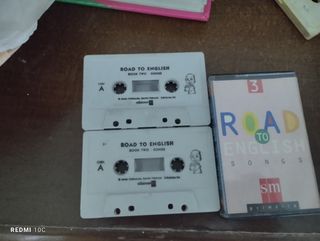 ROAD TO ENGLISH
BOOK TWO SONGS
A
ROAD TO ENGLISH
BOOK TWO SONGS
A
3
ROAD
TO
ENGLISH
SONGS
sm
REDMI 10C